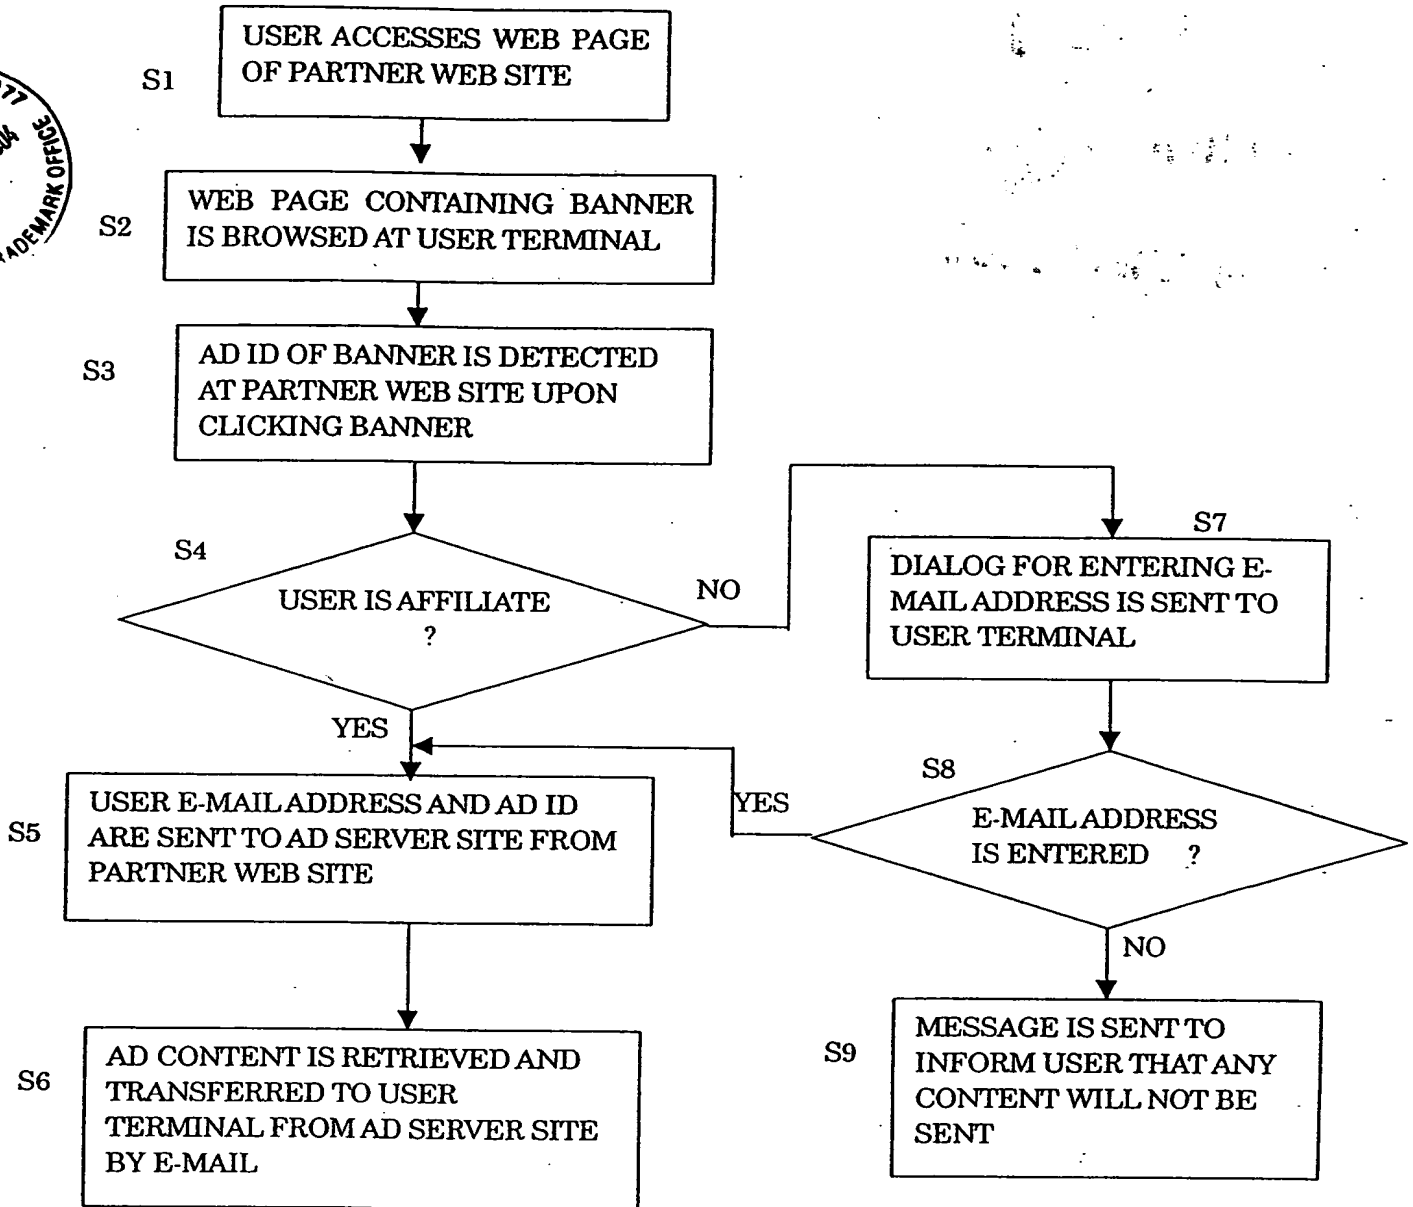 S1
USER ACCESSES WEB PAGE
OF PARTNER WEB SITE
S2
WEB PAGE CONTAINING BANNER
IS BROWSED AT USER TERMINAL
S3
AD ID OF BANNER IS DETECTED
AT PARTNER WEB SITE UPON
CLICKING BANNER
S4
USER IS AFFILIATE
?
NO
YES
S5
USER E-MAIL ADDRESS AND AD ID
ARE SENT TO AD SERVER SITE FROM
PARTNER WEB SITE
S6
AD CONTENT IS RETRIEVED AND
TRANSFERRED TO USER
TERMINAL FROM AD SERVER SITE
BY E-MAIL
S7
DIALOG FOR ENTERING E-
MAIL ADDRESS IS SENT TO
USER TERMINAL
S8
E-MAIL ADDRESS
IS ENTERED ?
YES
NO
S9
MESSAGE IS SENT TO
INFORM USER THAT ANY
CONTENT WILL NOT BE
SENT
OFFICE